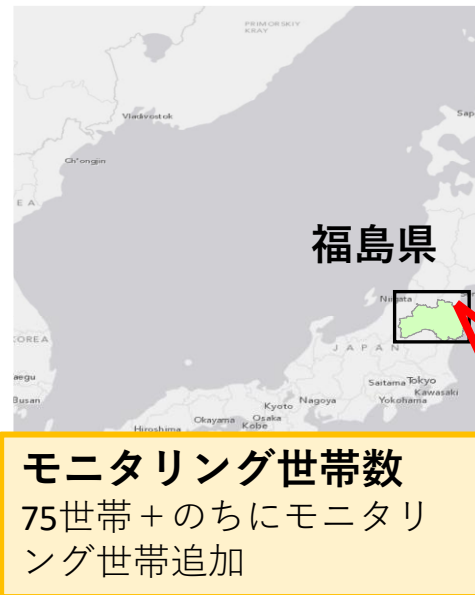 PRIMORSKIY
KRAY
Vladivostok
Sap
Ch'ongjin
E A
福島県
Niigata
Sen
KOREA
JAPAN
aegu
Saitama Tokyo
Kawasaki
Busan
Kyoto Nagoya Yokohama
Okayama Osaka
Hiroshima Kobe
モニタリング世帯数
75世帯＋のちにモニタリ
ング世帯追加